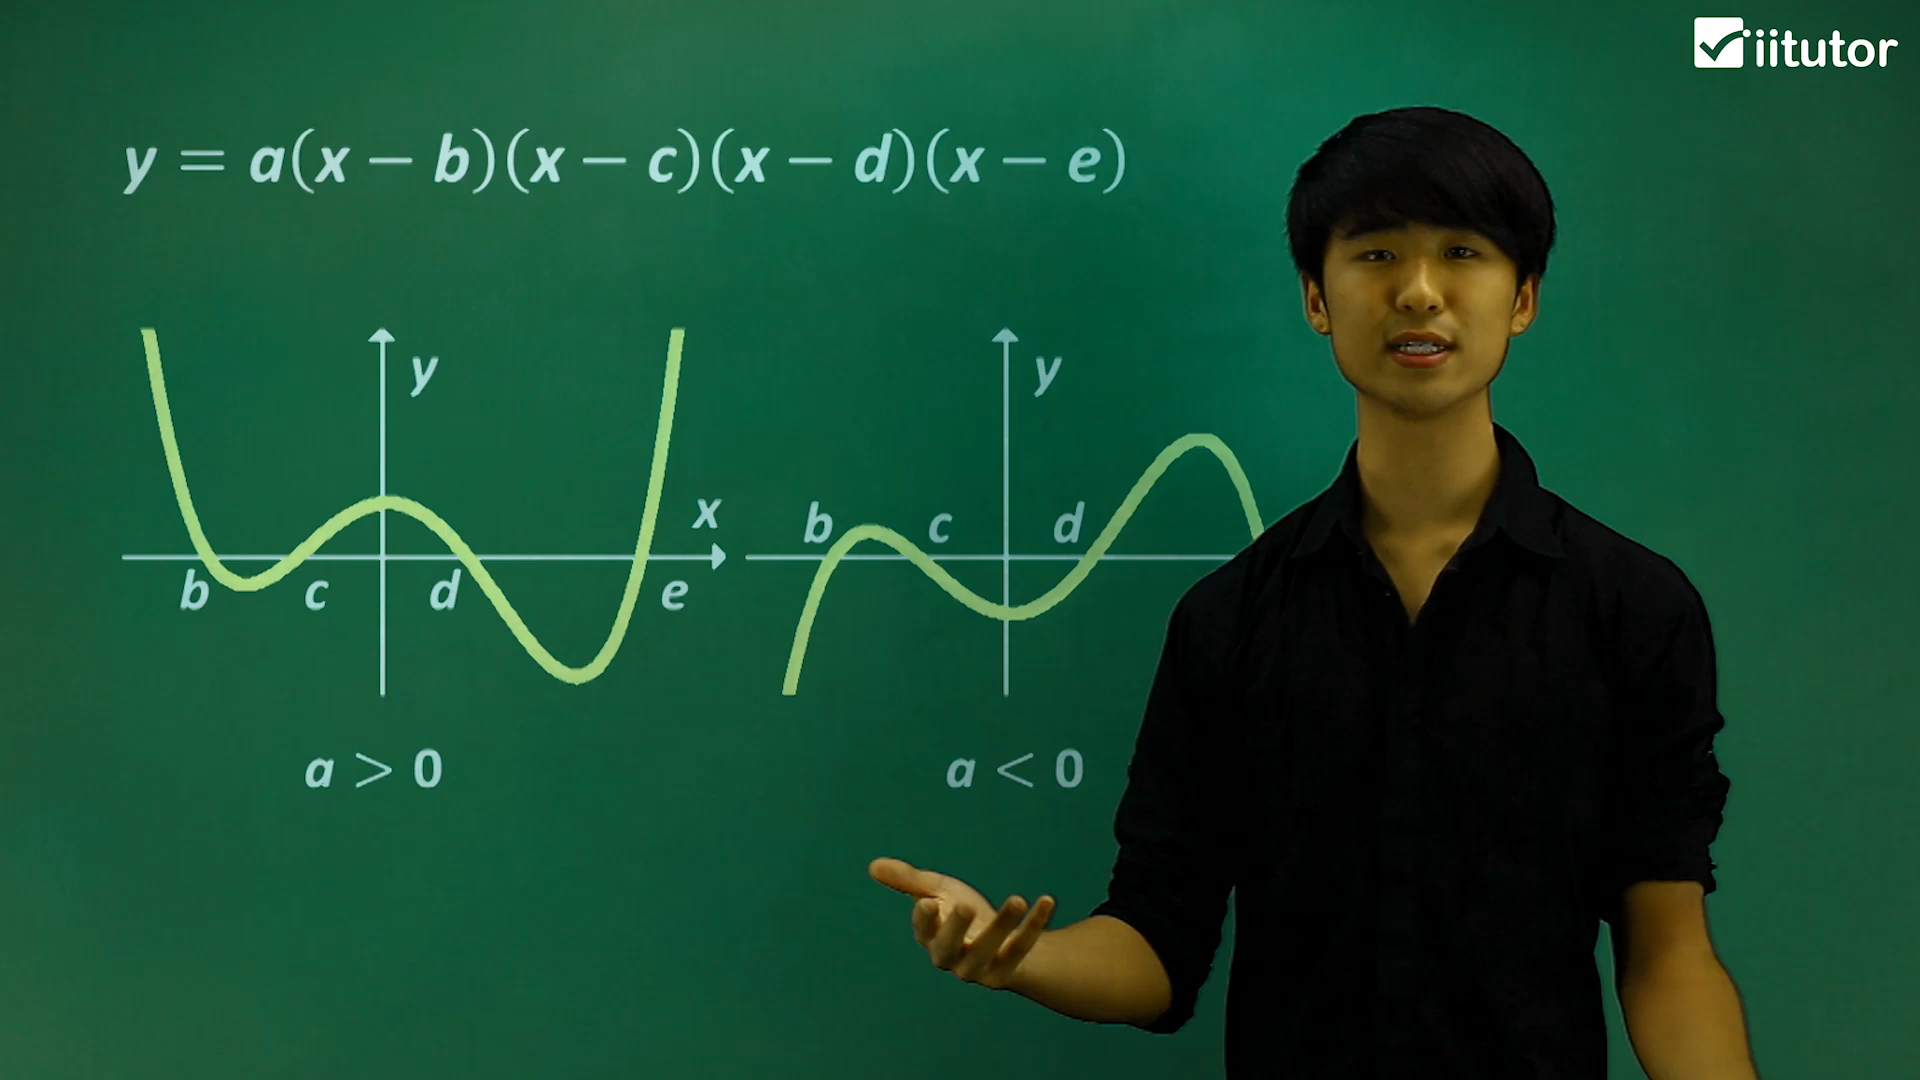 iitutor
y = a(x − b)(x − c)(x − d)(x − e)
y
x
b
c
d
e
a > 0
y
b
c
d
a < 0